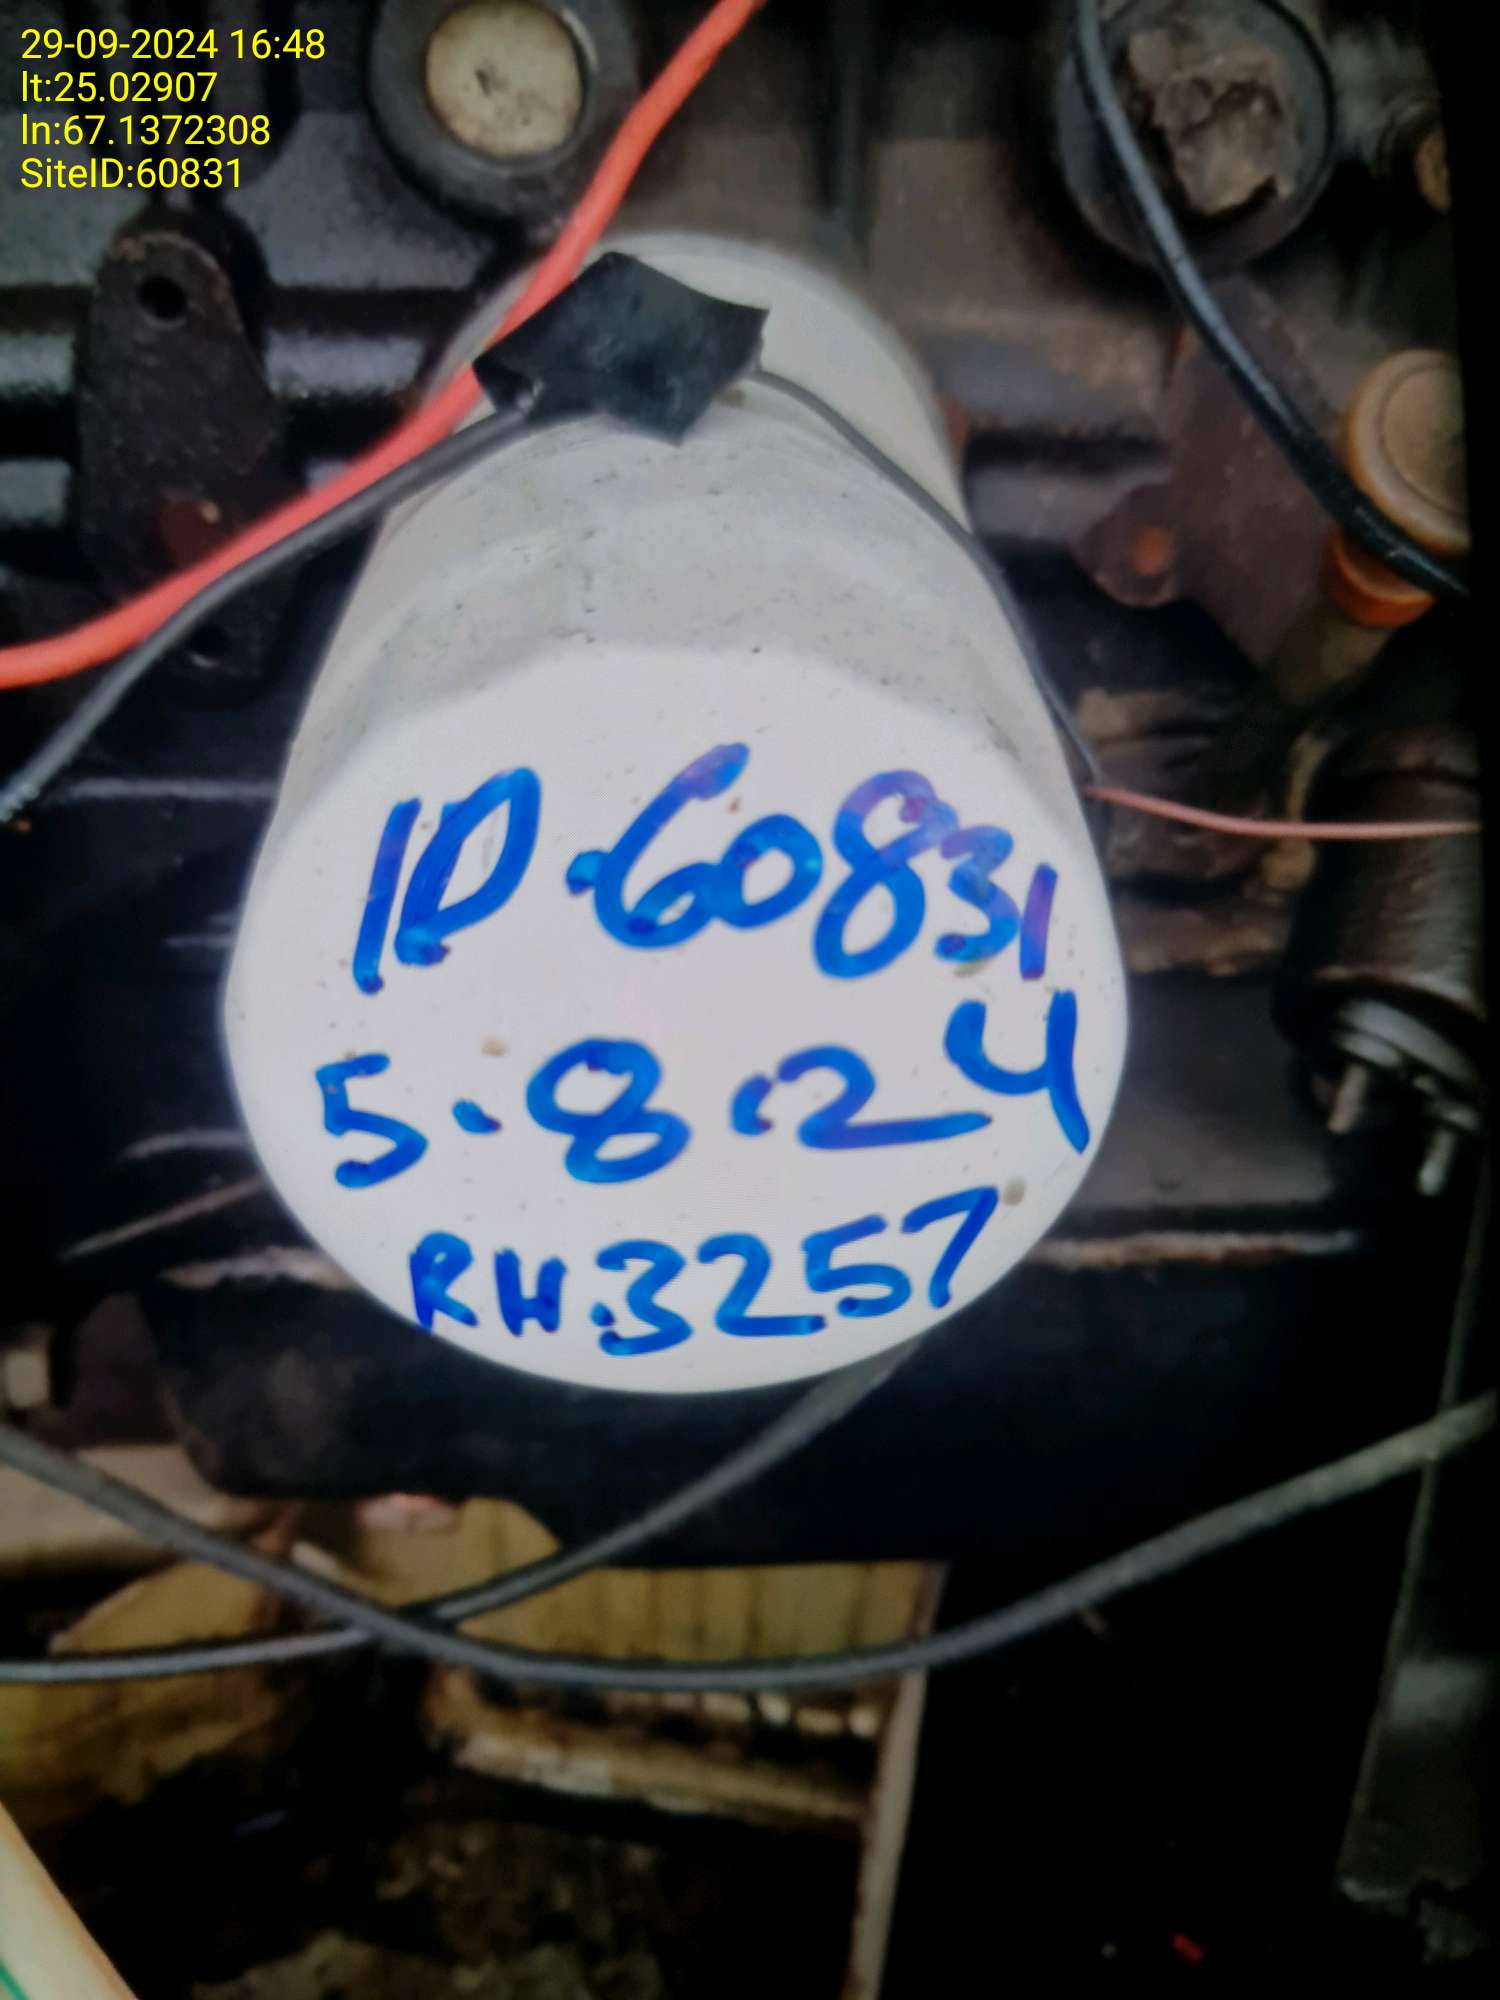 29-09-2024 16:48
lt:25.02907
ln:67.1372308
SiteID:60831
ID.60831
5.8.24
RH.3257